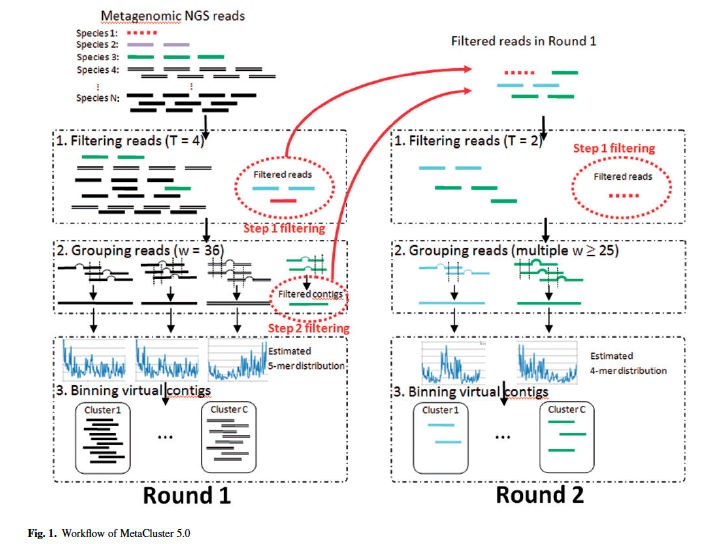 Metagenomic NGS reads
Species 1:
Species 2:
Species 3:
Species 4:
Species N:
Filtered reads in Round 1
1. Filtering reads (T = 4)
Filtered reads
Step 1 filtering
2. Grouping reads (w = 36)
Filtered contigs
Step 2 filtering
Estimated
5-mer distribution
3. Binning virtual contigs
Cluster 1
...
Cluster C
Round 1
1. Filtering reads (T = 2)
Step 1 filtering
Filtered reads
2. Grouping reads (multiple w ≥ 25)
Estimated
4-mer distribution
3. Binning virtual contigs
Cluster 1
...
Cluster C
Round 2
Fig. 1. Workflow of MetaCluster 5.0